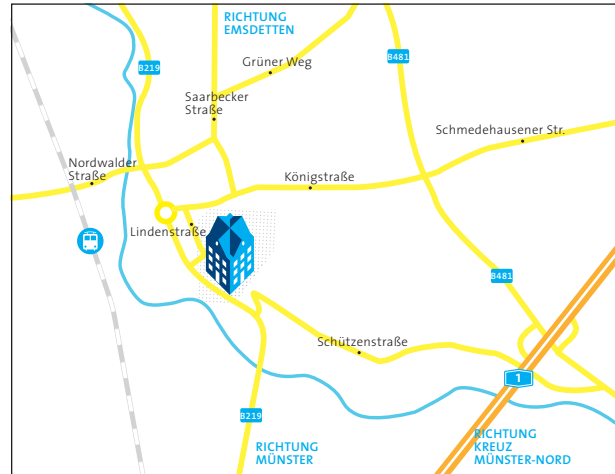 RICHTUNG
EMSDETTEN
B219
B481
Grüner Weg
Saarbecker
Straße
Schmedehausener Str.
Nordwalder
Straße
Königstraße
Lindenstraße
B481
Schützenstraße
1
B219
RICHTUNG
MÜNSTER
RICHTUNG
KREUZ
MÜNSTER-NORD